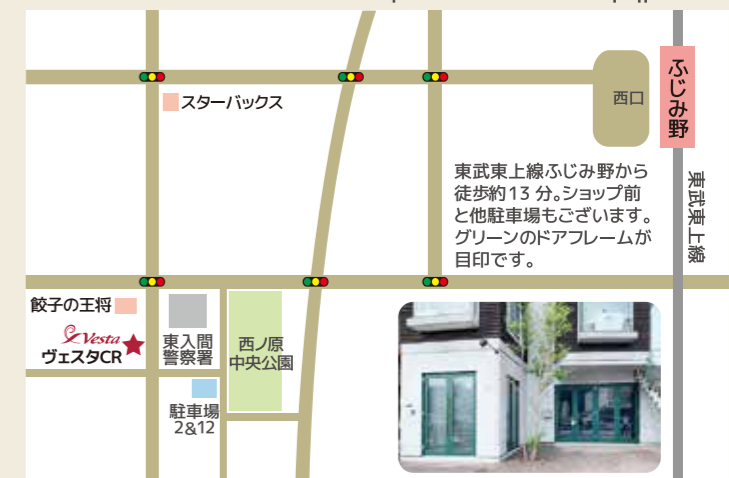 スターバックス
西口
ふじみ野
東武東上線
東武東上線ふじみ野から
徒歩約13分。ショップ前
と他駐車場もございます。
グリーンのドアフレームが
目印です。
餃子の王将
Vesta
ヴェスタCR
東入間
警察署
西ノ原
中央公園
駐車場
2&12